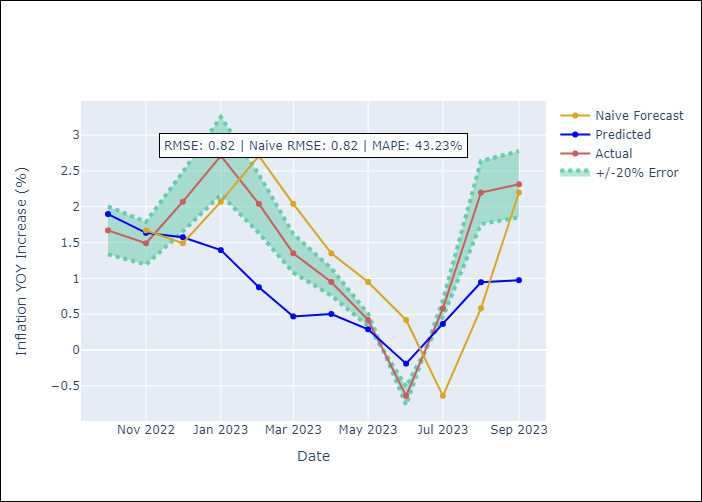 RMSE: 0.82 | Naive RMSE: 0.82 | MAPE: 43.23%
Naive Forecast
Predicted
Actual
+/-20% Error
Inflation YOY Increase (%)
3
2.5
2
1.5
1
0.5
0
−0.5
Nov 2022
Jan 2023
Mar 2023
May 2023
Jul 2023
Sep 2023
Date